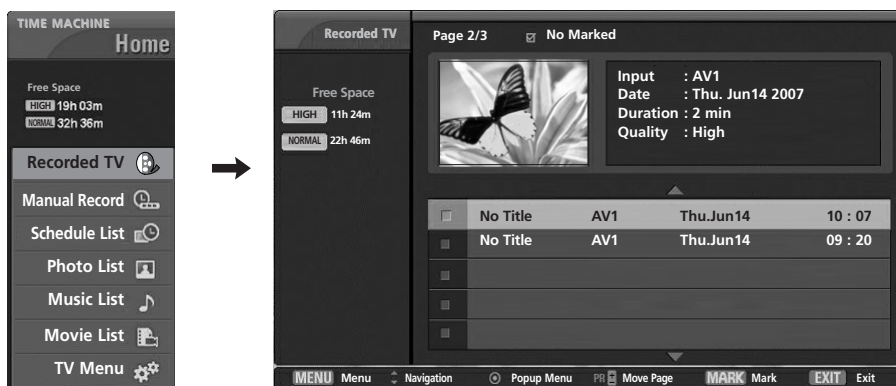 TIME MACHINE
Home
Free Space
HIGH 19h 03m
NORMAL 32h 36m
Recorded TV
Manual Record
Schedule List
Photo List
Music List
Movie List
TV Menu
Recorded TV
Free Space
HIGH 11h 24m
NORMAL 22h 46m
Page 2/3 No Marked
Input : AV1
Date : Thu. Jun14 2007
Duration : 2 min
Quality : High
No Title AV1 Thu.Jun14 10 : 07
No Title AV1 Thu.Jun14 09 : 20
MENU Menu Navigation Popup Menu PR Move Page MARK Mark EXIT Exit